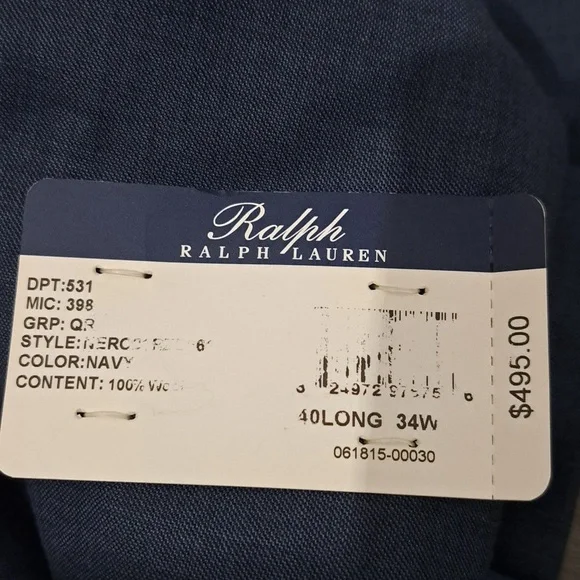 Ralph
RALPH LAUREN
DPT:531
MIC: 398
GRP: QR
STYLE:
COLOR:NAVY
CONTENT: 100%
40LONG 34W
061815-00030
$495.00